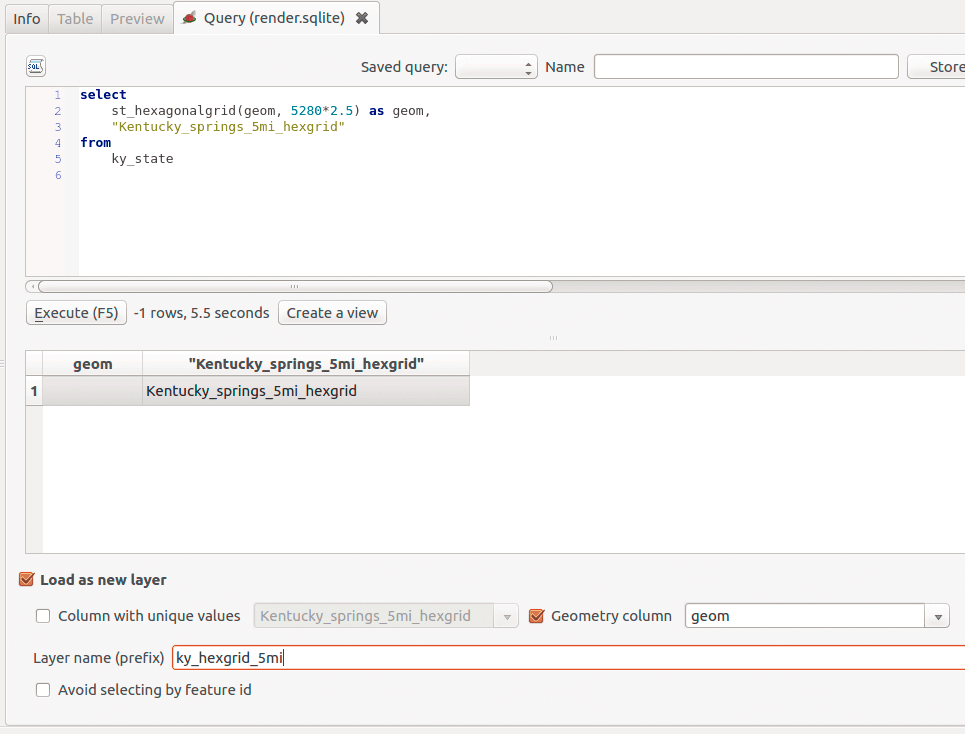 Info Table Preview Query (render.sqlite)
SQL Saved query: Name Store
1 select
2 st_hexagonalgrid(geom, 5280*2.5) as geom,
3 "Kentucky_springs_5mi_hexgrid"
4 from
5 ky_state
6
Execute (F5) -1 rows, 5.5 seconds Create a view
geom "Kentucky_springs_5mi_hexgrid"
1 Kentucky_springs_5mi_hexgrid
Load as new layer
Column with unique values Kentucky_springs_5mi_hexgrid Geometry column geom
Layer name (prefix) ky_hexgrid_5mi
Avoid selecting by feature id